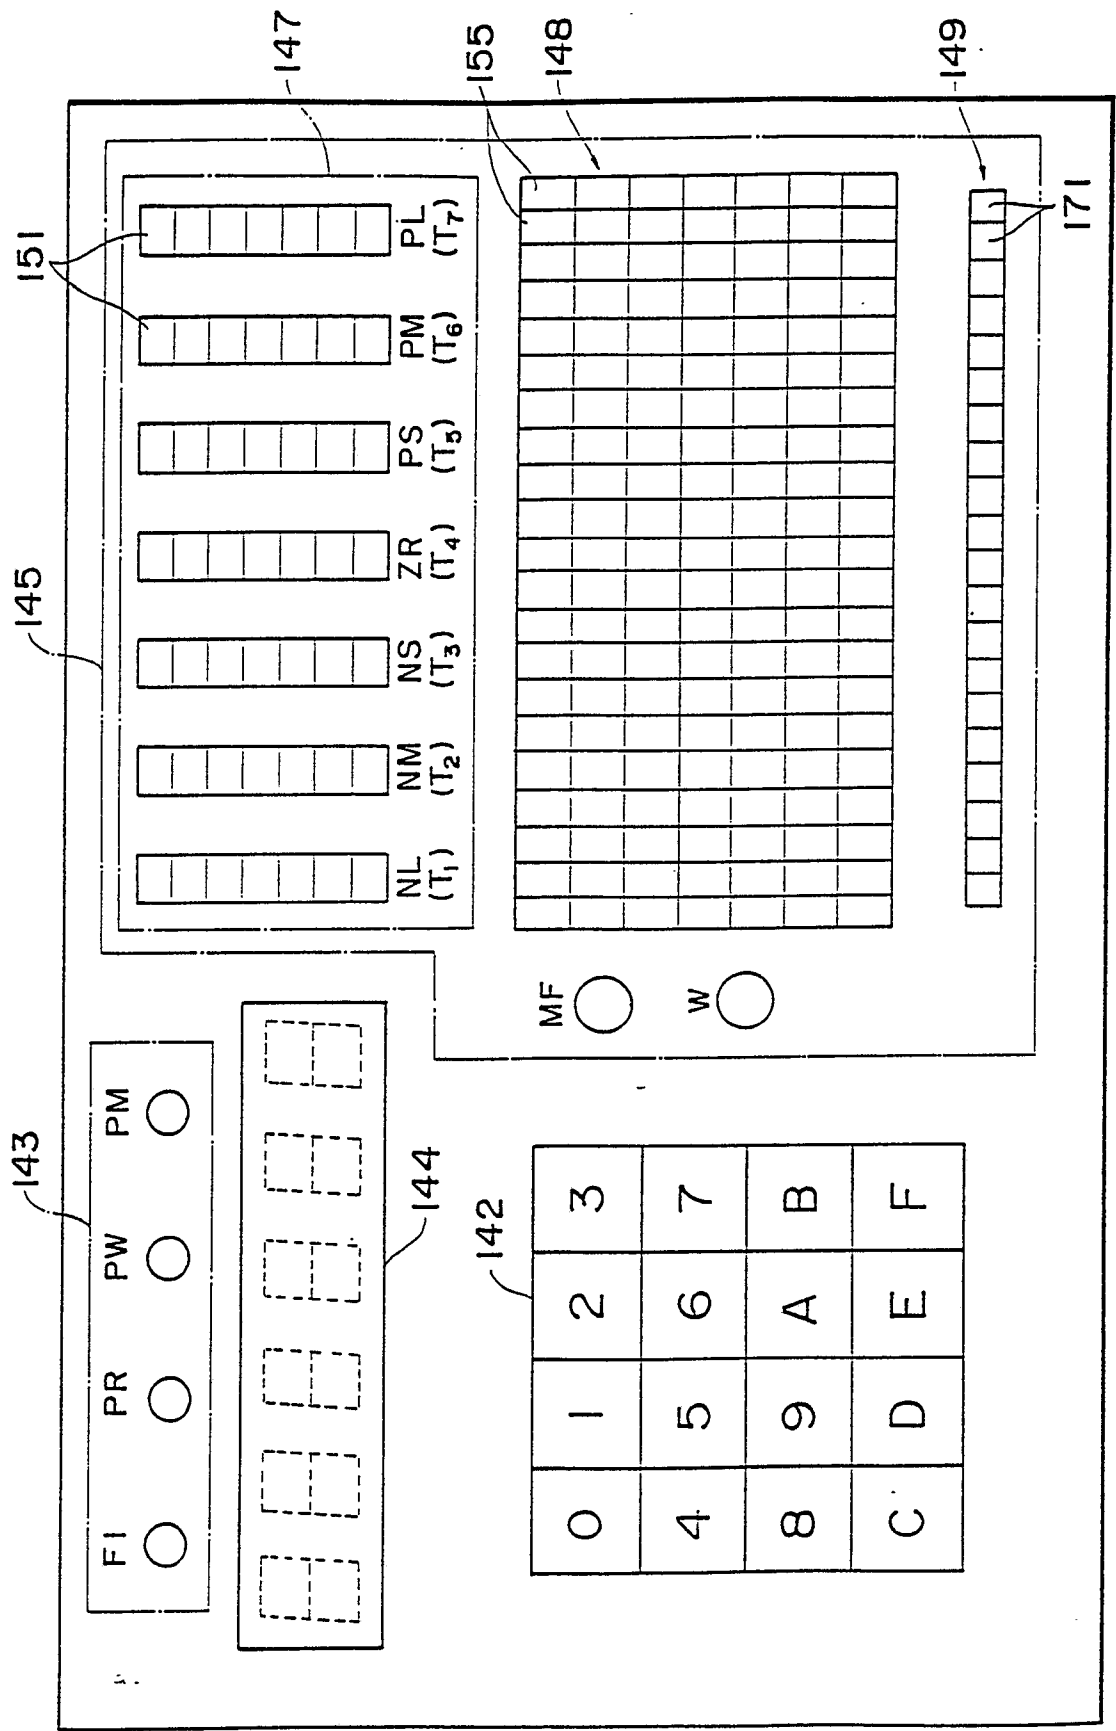 143
FI PR PW PM
144
142
0 1 2 3
4 5 6 7
8 9 A B
C D E F
145
151
147
NL NM NS ZR PS PM PL
(T1) (T2) (T3) (T4) (T5) (T6) (T7)
155
148
MF
W
149
171